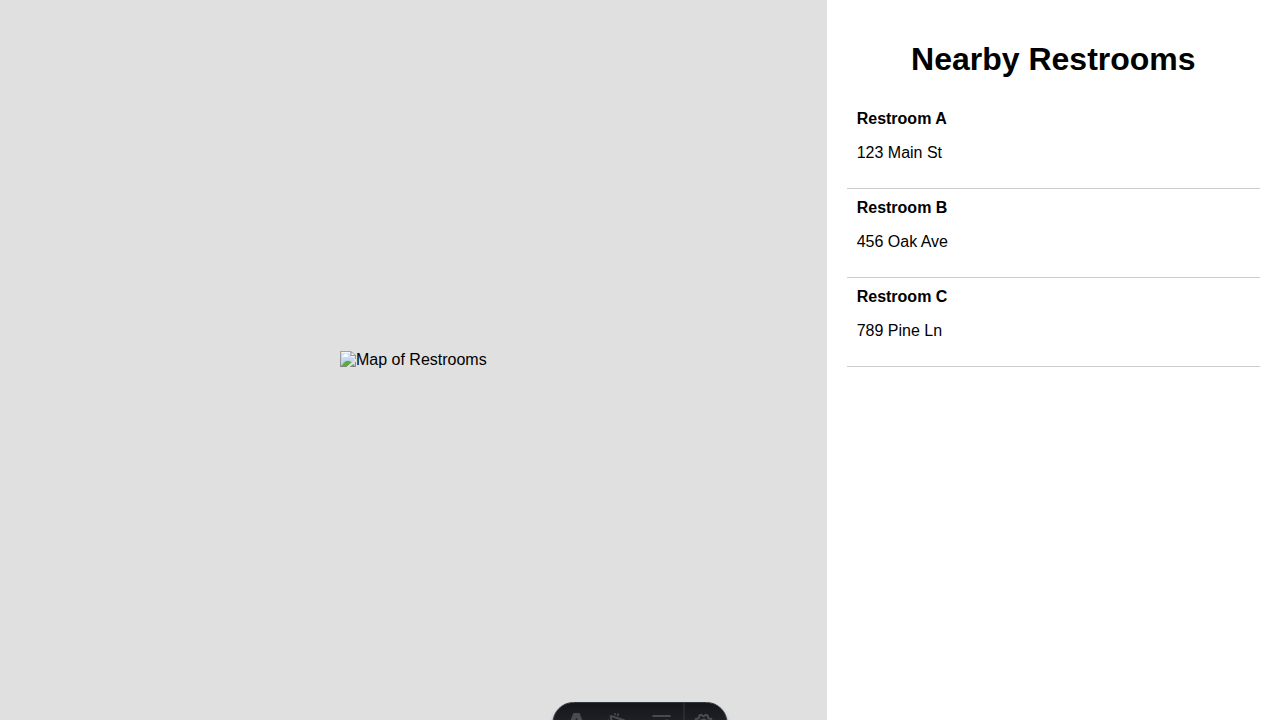 Nearby Restrooms
Restroom A
123 Main St
Restroom B
456 Oak Ave
Restroom C
789 Pine Ln
Map of Restrooms